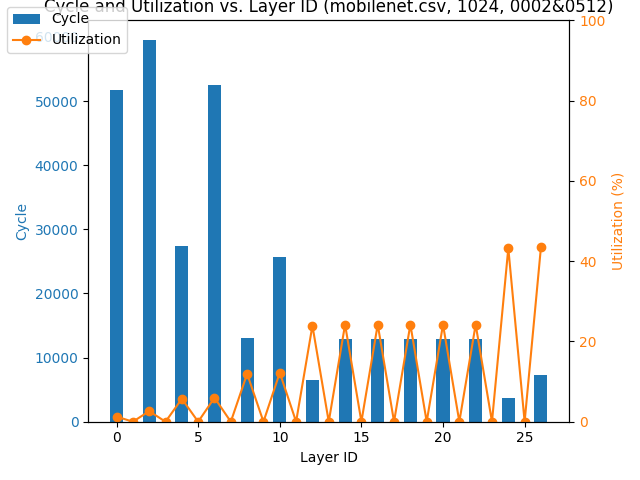 Cycle and Utilization vs. Layer ID (mobilenet.csv, 1024, 0002&0512)
Cycle
Utilization
60000
50000
40000
30000
20000
10000
0
Cycle
100
80
60
40
20
0
Utilization (%)
0 5 10 15 20 25
Layer ID